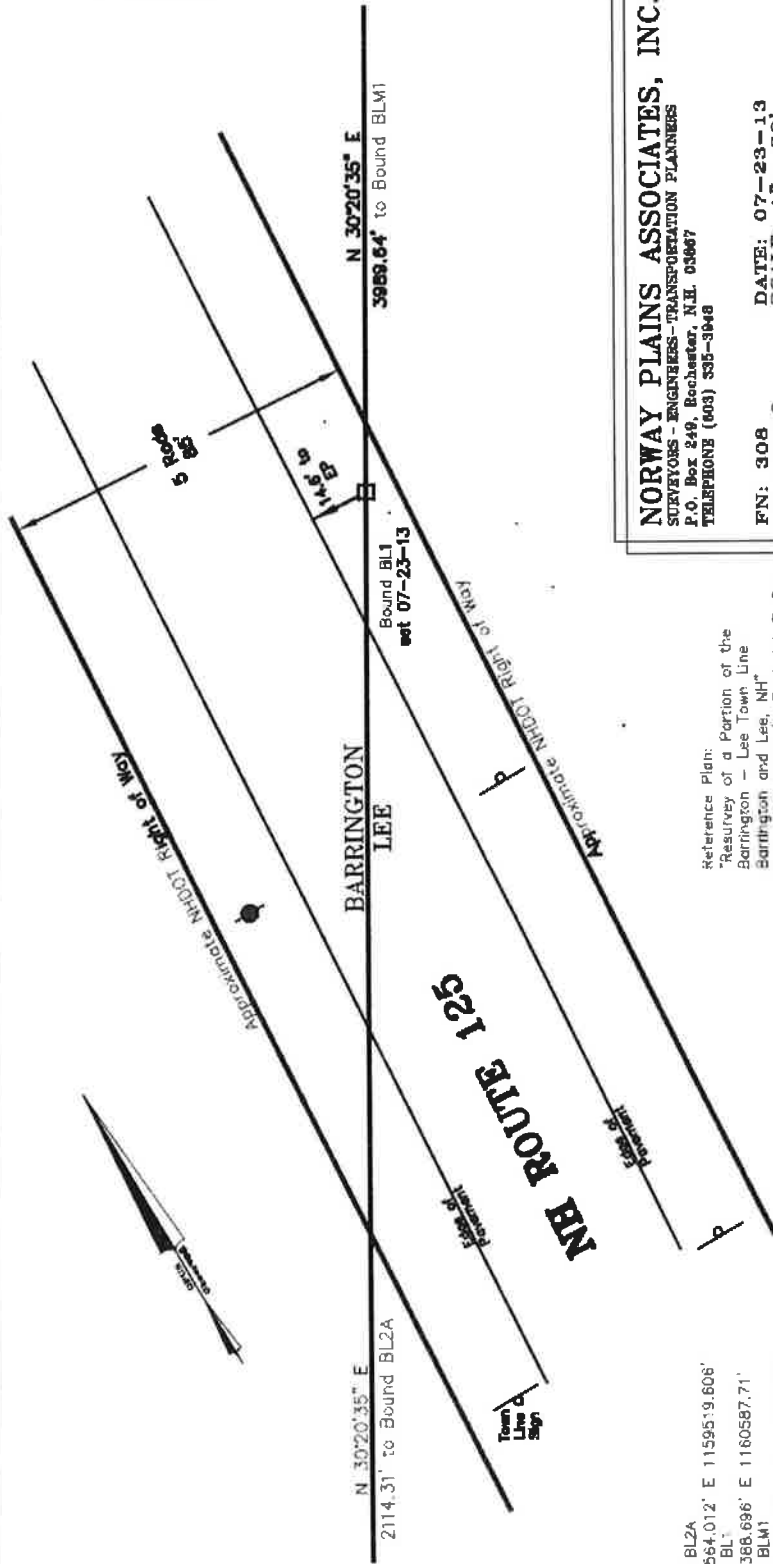 5 Rods
85'
N 30°20'35" E
3989.64' to Bound BLM1
14.6' to
EP
Bound BL1
set 07-23-13
Approximate NHDOT Right of Way
BARRINGTON
LEE
Approximate NHDOT Right of Way
NH ROUTE 125
Edge of
Pavement
Edge of
Pavement
N 30°20'35" E
2114.31' to Bound BL2A
Town
Line
Sign
BL2A
564.012' E 1159519.606'
BL1
388.696' E 1160587.71'
BLM1
Reference Plan:
"Resurvey of a Portion of the
Barrington - Lee Town Line
Barrington and Lee, NH"
NORWAY PLAINS ASSOCIATES, INC.
SURVEYORS - ENGINEERS - TRANSPORTATION PLANNERS
P.O. Box 249, Rochester, N.H. 03867
TELEPHONE (603) 335-3948
FN: 308
DATE: 07-23-13